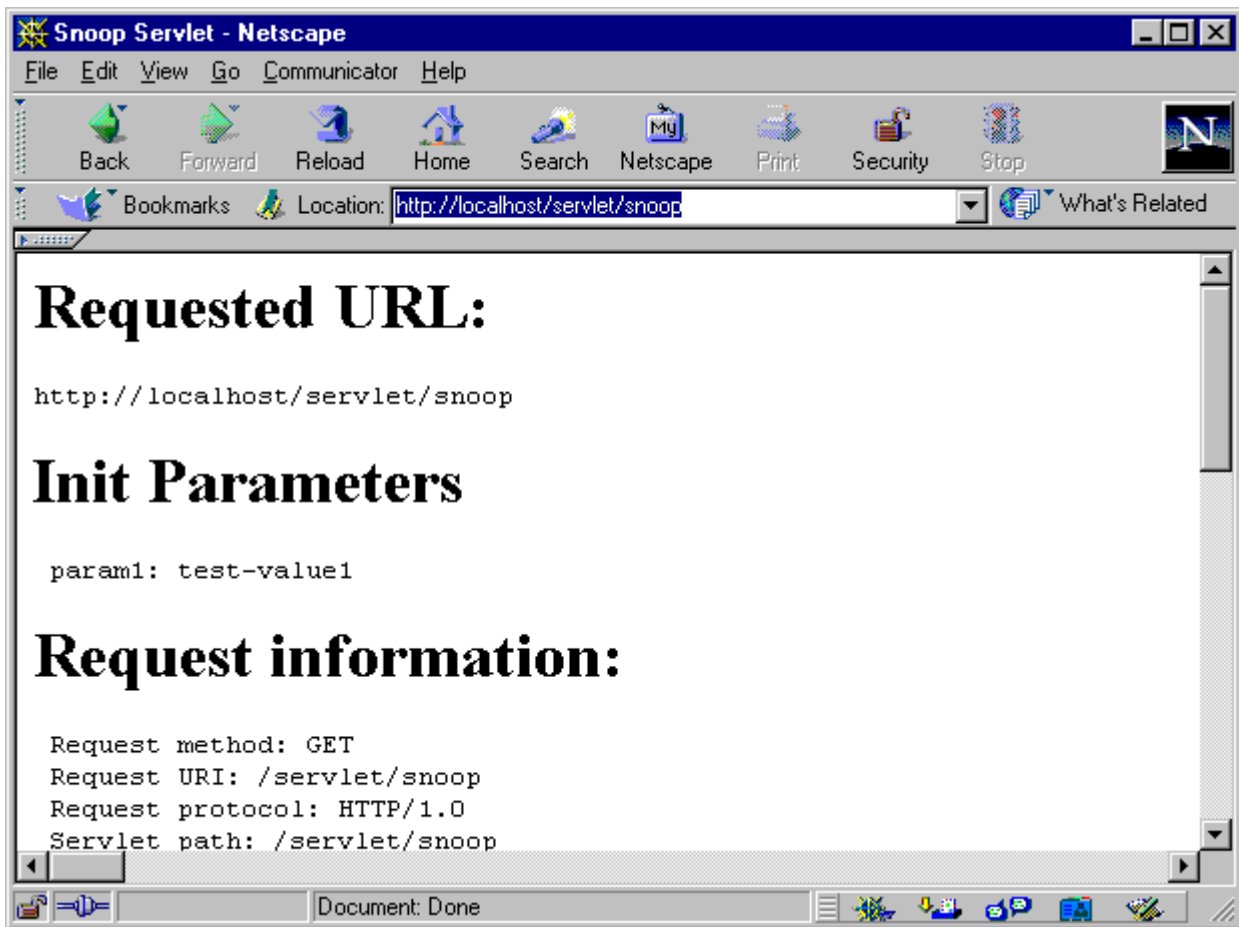 Snoop Servlet - Netscape
File Edit View Go Communicator Help
My N
Back Forward Reload Home Search Netscape Print Security Stop
Bookmarks Location: http://localhost/servlet/snoop What's Related
Requested URL:
http://localhost/servlet/snoop
Init Parameters
param1: test-value1
Request information:
Request method: GET
Request URI: /servlet/snoop
Request protocol: HTTP/1.0
Servlet path: /servlet/snoop
Document: Done